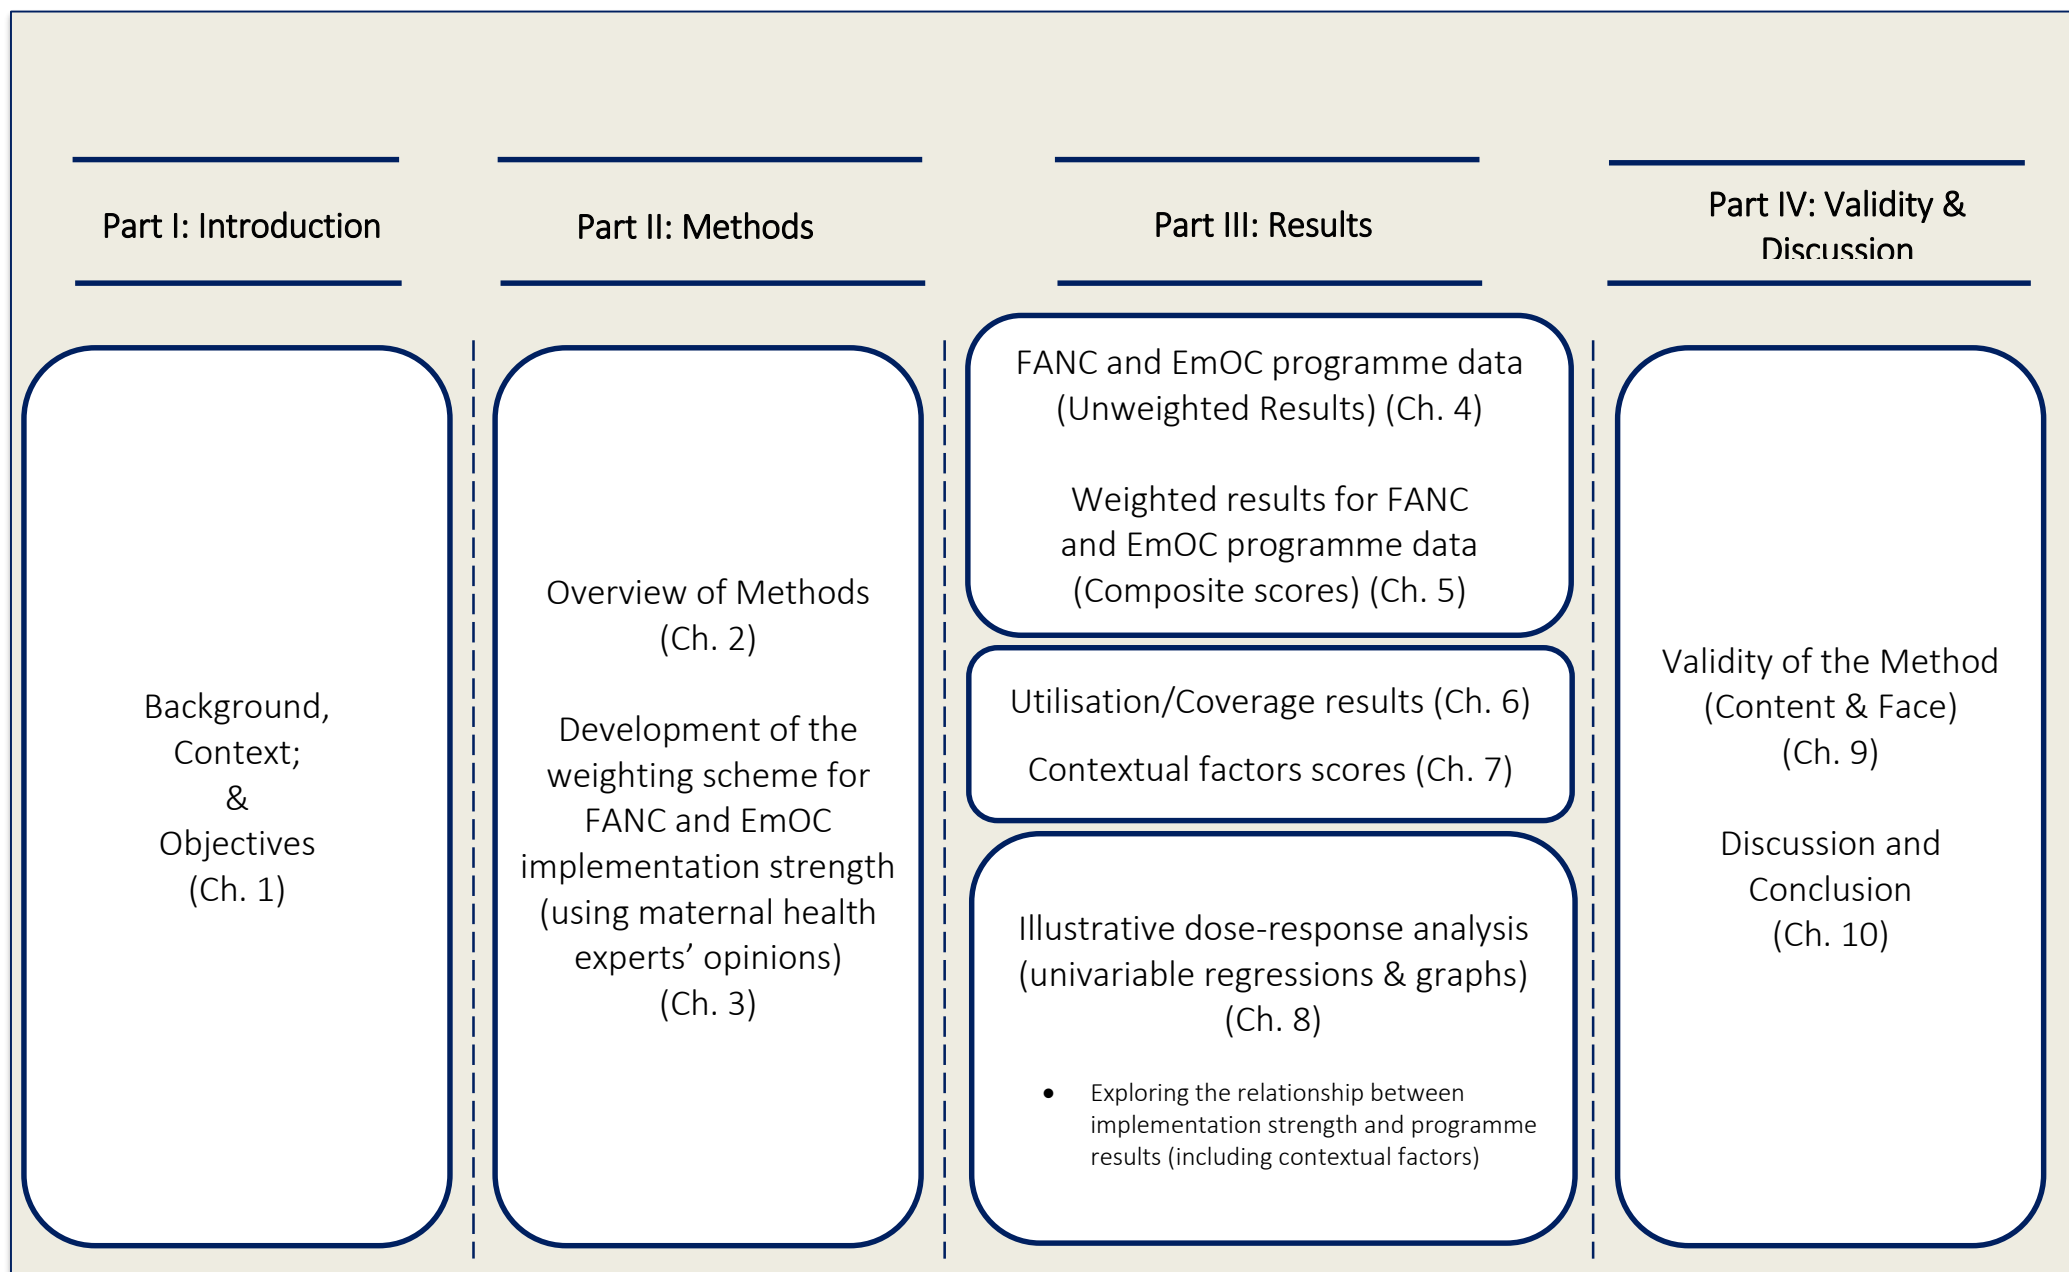 Part I: Introduction
Part II: Methods
Part III: Results
Part IV: Validity &
Discussion
Background,
Context;
&
Objectives
(Ch. 1)
Overview of Methods
(Ch. 2)
Development of the
weighting scheme for
FANC and EmOC
implementation strength
(using maternal health
experts’ opinions)
(Ch. 3)
FANC and EmOC programme data
(Unweighted Results) (Ch. 4)
Weighted results for FANC
and EmOC programme data
(Composite scores) (Ch. 5)
Utilisation/Coverage results (Ch. 6)
Contextual factors scores (Ch. 7)
Illustrative dose-response analysis
(univariable regressions & graphs)
(Ch. 8)
• Exploring the relationship between
implementation strength and programme
results (including contextual factors)
Validity of the Method
(Content & Face)
(Ch. 9)
Discussion and
Conclusion
(Ch. 10)